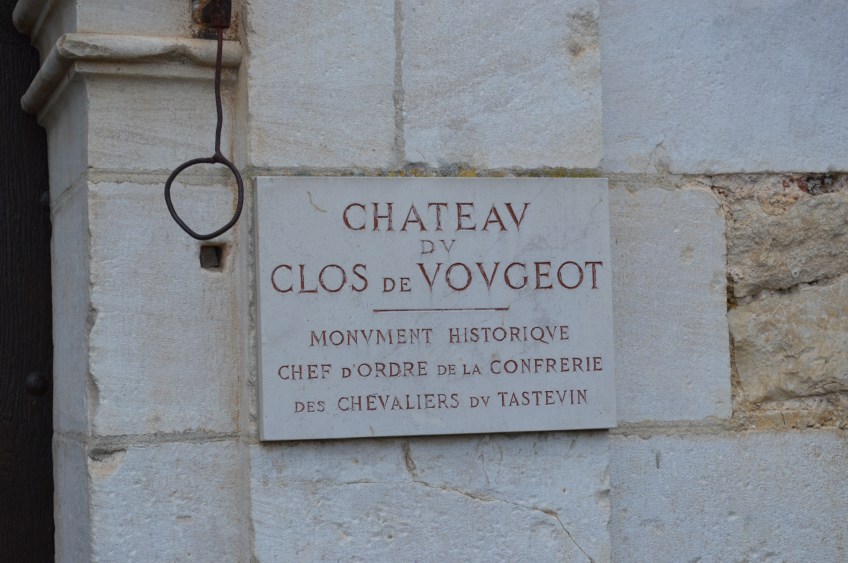 CHATEAV
DV
CLOS DE VOVGEOT
MONVMENT HISTORIQVE
CHEF D'ORDRE DE LA CONFRERIE
DES CHEVALIERS DV TASTEVIN